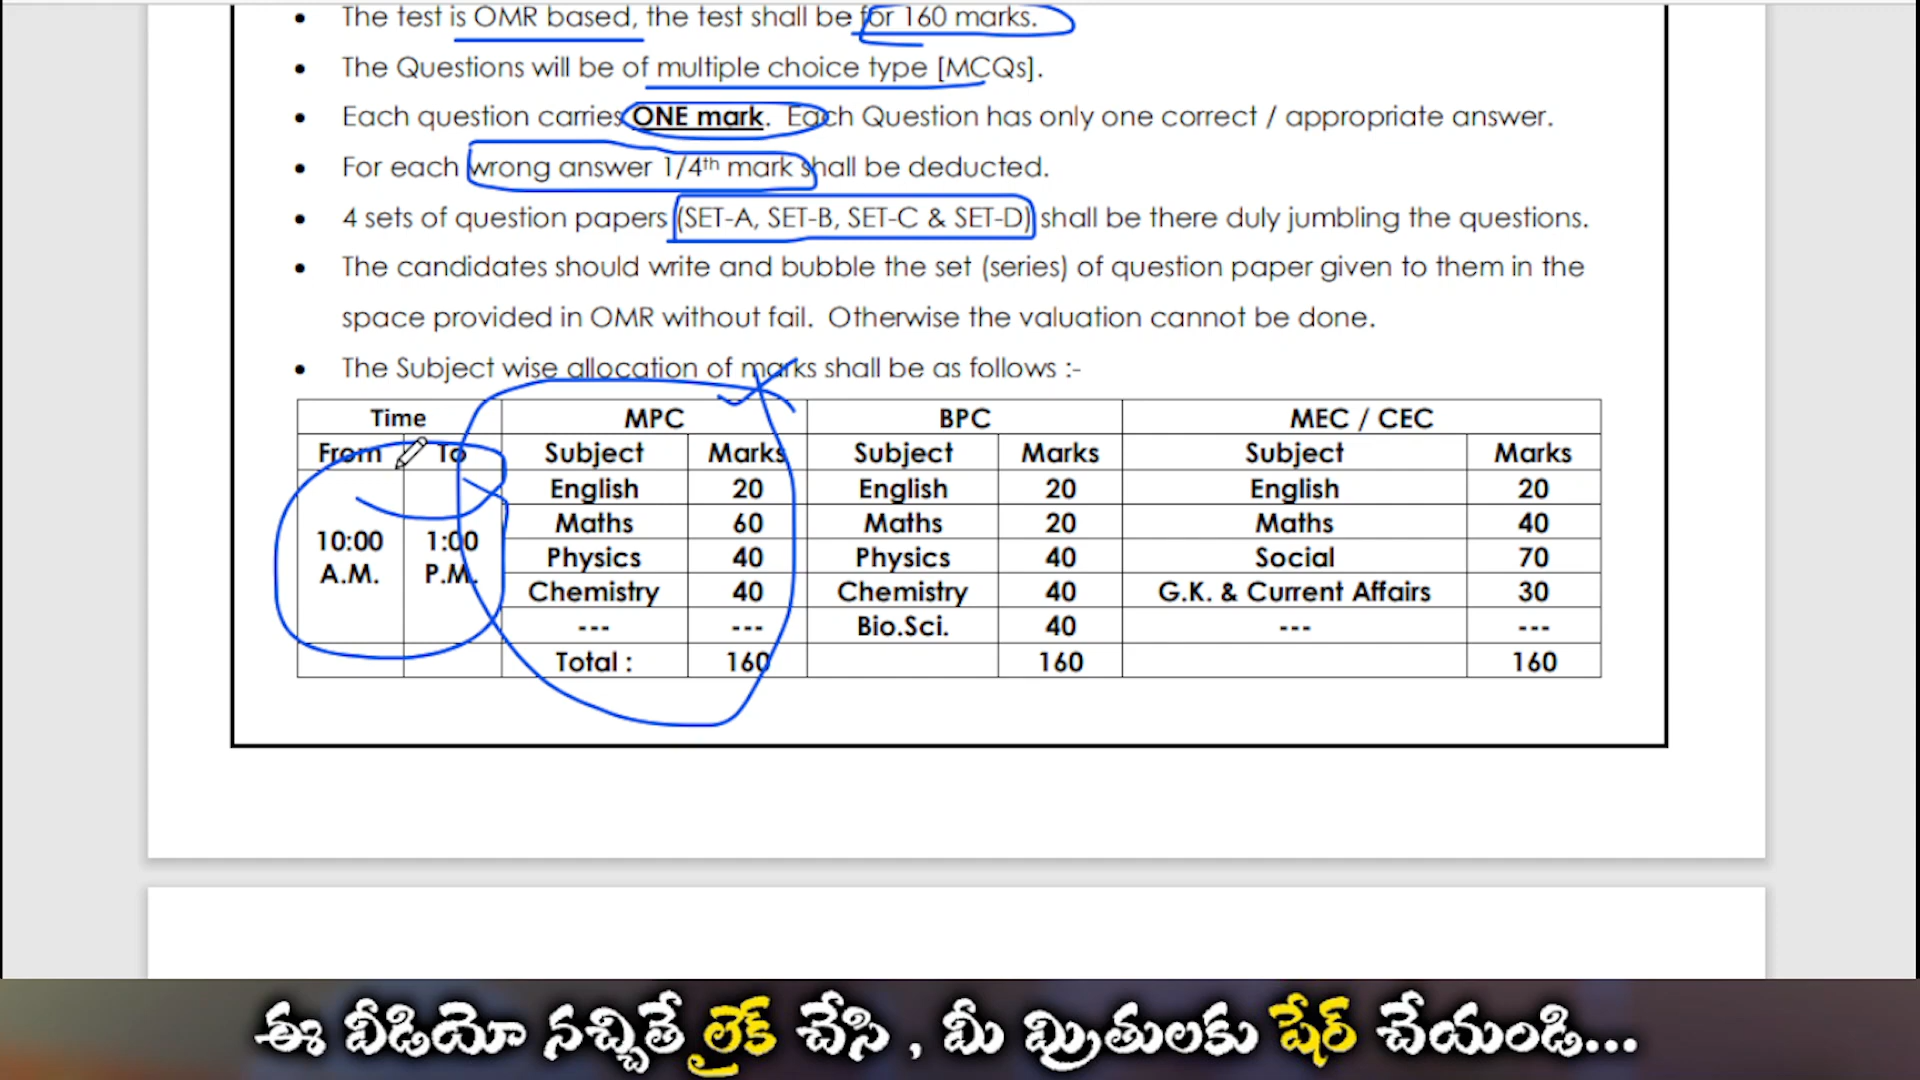 • The test is OMR based, the test shall be for 160 marks.
• The Questions will be of multiple choice type [MCQs].
• Each question carries ONE mark. Each Question has only one correct / appropriate answer.
• For each wrong answer 1/4th mark shall be deducted.
• 4 sets of question papers (SET-A, SET-B, SET-C & SET-D) shall be there duly jumbling the questions.
• The candidates should write and bubble the set (series) of question paper given to them in the
space provided in OMR without fail. Otherwise the valuation cannot be done.
• The Subject wise allocation of marks shall be as follows :-
Time MPC BPC MEC / CEC
From To Subject Marks Subject Marks Subject Marks
English 20 English 20 English 20
Maths 60 Maths 20 Maths 40
10:00 A.M. 1:00 P.M. Physics 40 Physics 40 Social 70
Chemistry 40 Chemistry 40 G.K. & Current Affairs 30
--- --- Bio.Sci. 40 --- ---
Total : 160 160 160
ఈ వీడియో నచ్చితే లైక్ చేసి , మీ మిత్రులకు షేర్ చేయండి...